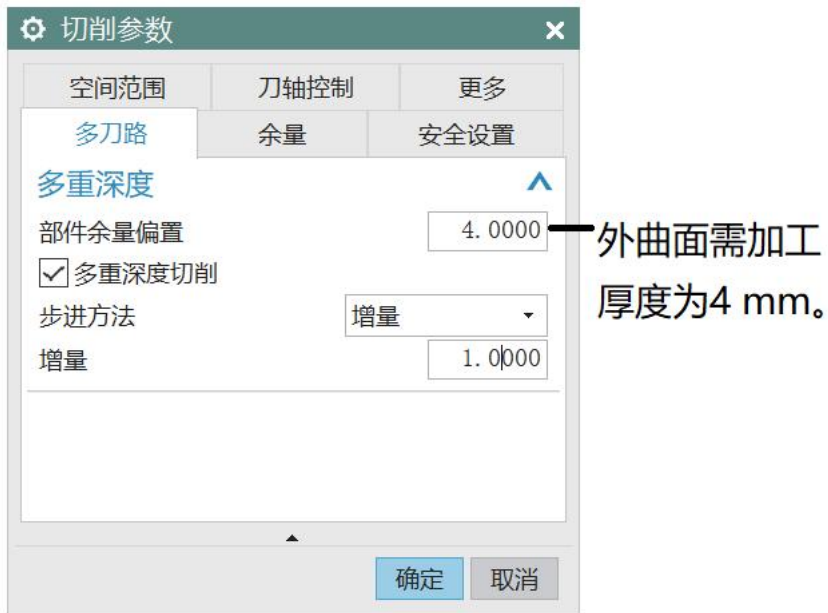 切削参数
空间范围 刀轴控制 更多
多刀路 余量 安全设置
多重深度
部件余量偏置 4.0000
多重深度切削
步进方法 增量
增量 1.0000
外曲面需加工
厚度为4 mm。
确定 取消